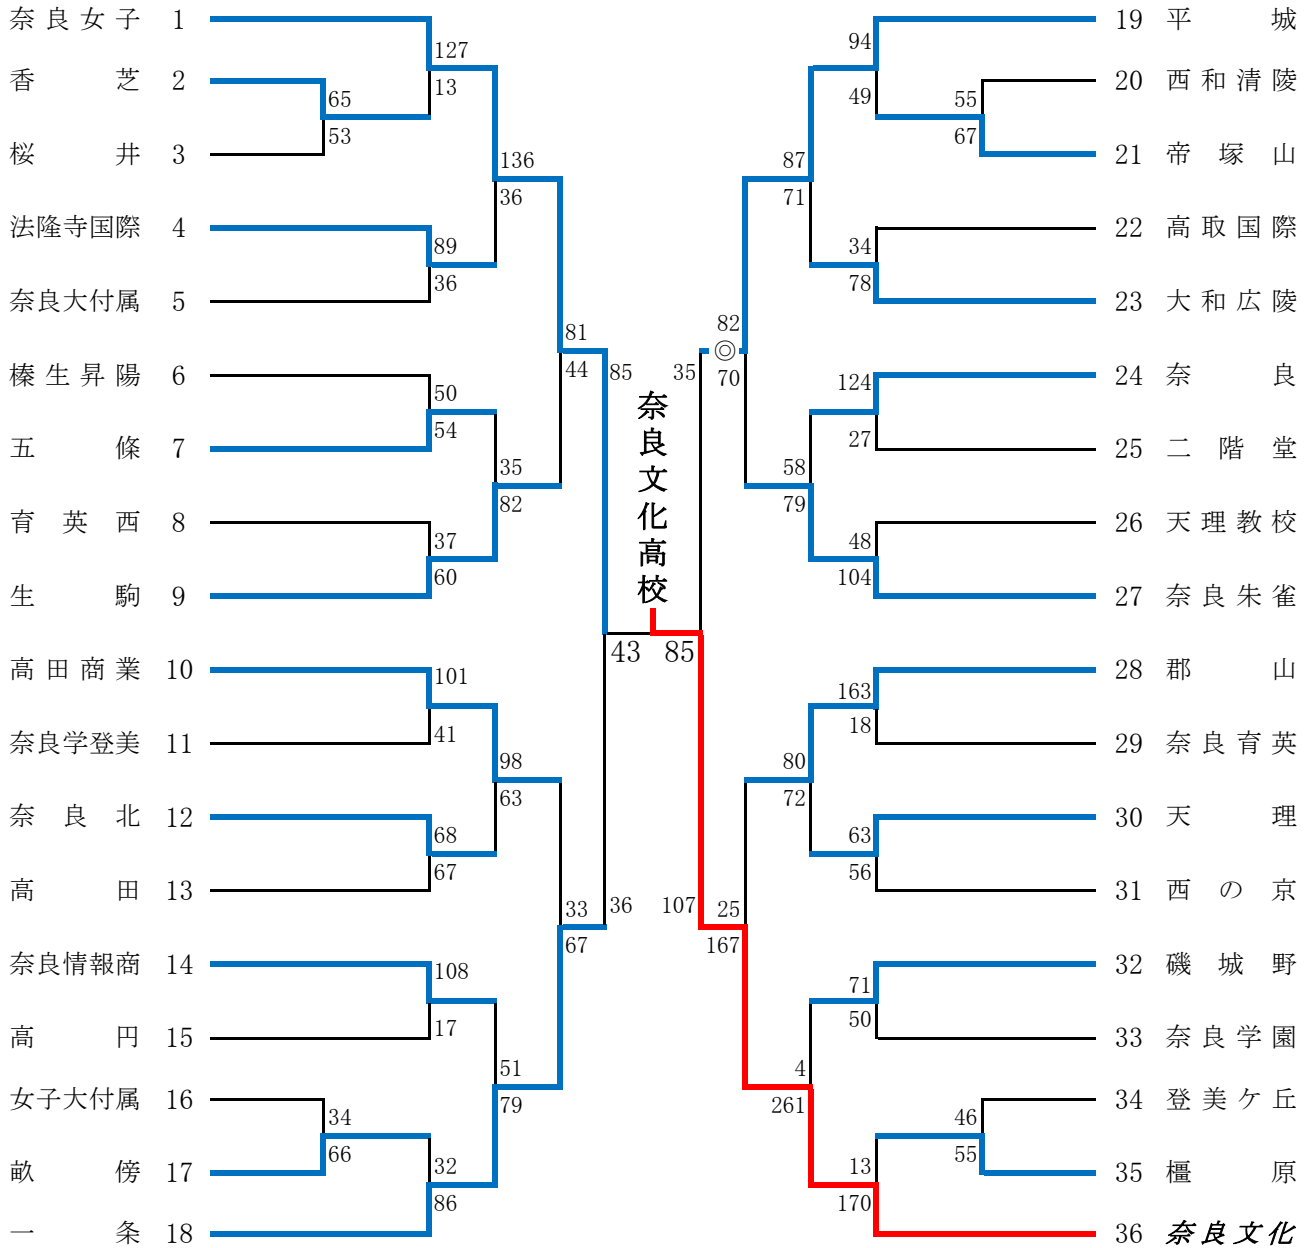 奈良女子 1
127
13
香芝 2
65
53
桜井 3
136
36
法隆寺国際 4
89
36
奈良大付属 5
81
44
榛生昇陽 6
50
54
五條 7
35
82
育英西 8
37
60
生駒 9
85
36
高田商業 10
101
41
奈良学登美 11
98
63
奈良北 12
68
67
高田 13
33
67
奈良情報商 14
108
17
高円 15
51
79
女子大付属 16
34
66
畝傍 17
32
86
一条 18
奈良文化高校
43 85
19 平城
94
49
20 西和清陵
55
67
21 帝塚山
87
71
22 高取国際
34
78
23 大和広陵
82
◎
70
35
24 奈良
124
27
25 二階堂
58
79
26 天理教校
48
104
27 奈良朱雀
28 郡山
163
18
29 奈良育英
80
72
30 天理
63
56
31 西の京
107
25
167
32 磯城野
71
50
33 奈良学園
4
261
34 登美ケ丘
46
55
35 橿原
13
170
36 奈良文化